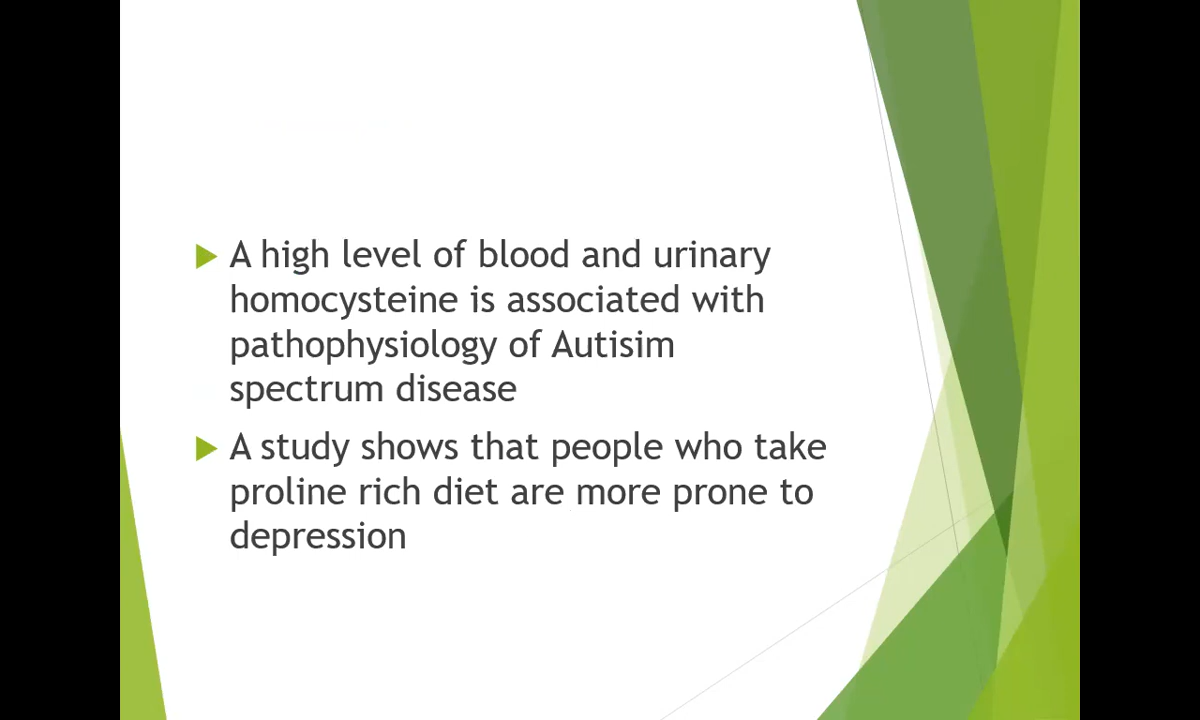 A high level of blood and urinary
homocysteine is associated with
pathophysiology of Autisim
spectrum disease
A study shows that people who take
proline rich diet are more prone to
depression